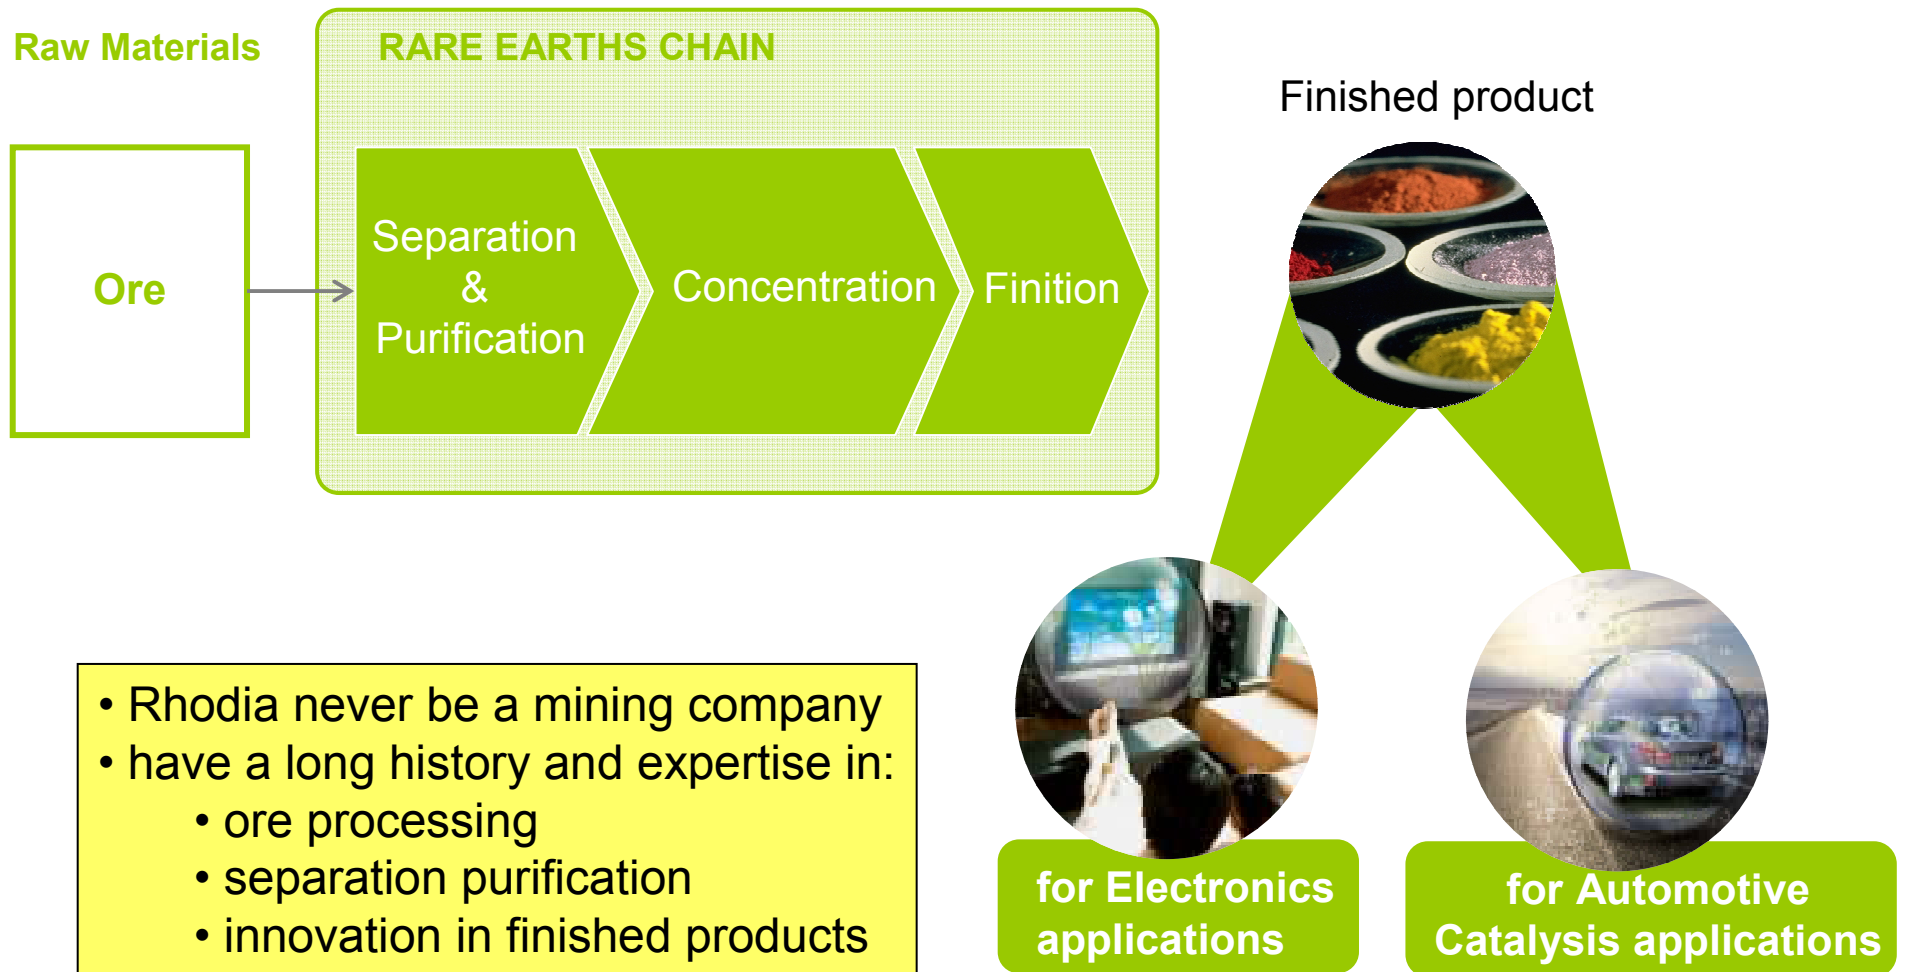 Raw Materials
RARE EARTHS CHAIN
Finished product
Ore
Separation
&
Purification
Concentration
Finition
• Rhodia never be a mining company
• have a long history and expertise in:
• ore processing
• separation purification
• innovation in finished products
for Electronics
applications
for Automotive
Catalysis applications